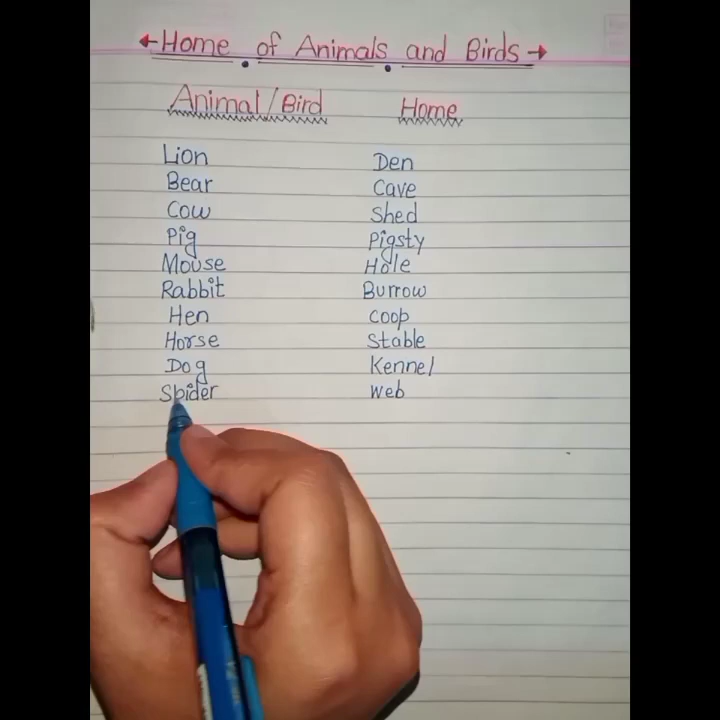 Home of Animals and Birds
Animal/Bird Home
Lion Den
Bear Cave
Cow Shed
Pig Pigsty
Mouse Hole
Rabbit Burrow
Hen Coop
Horse Stable
Dog Kennel
Spider Web